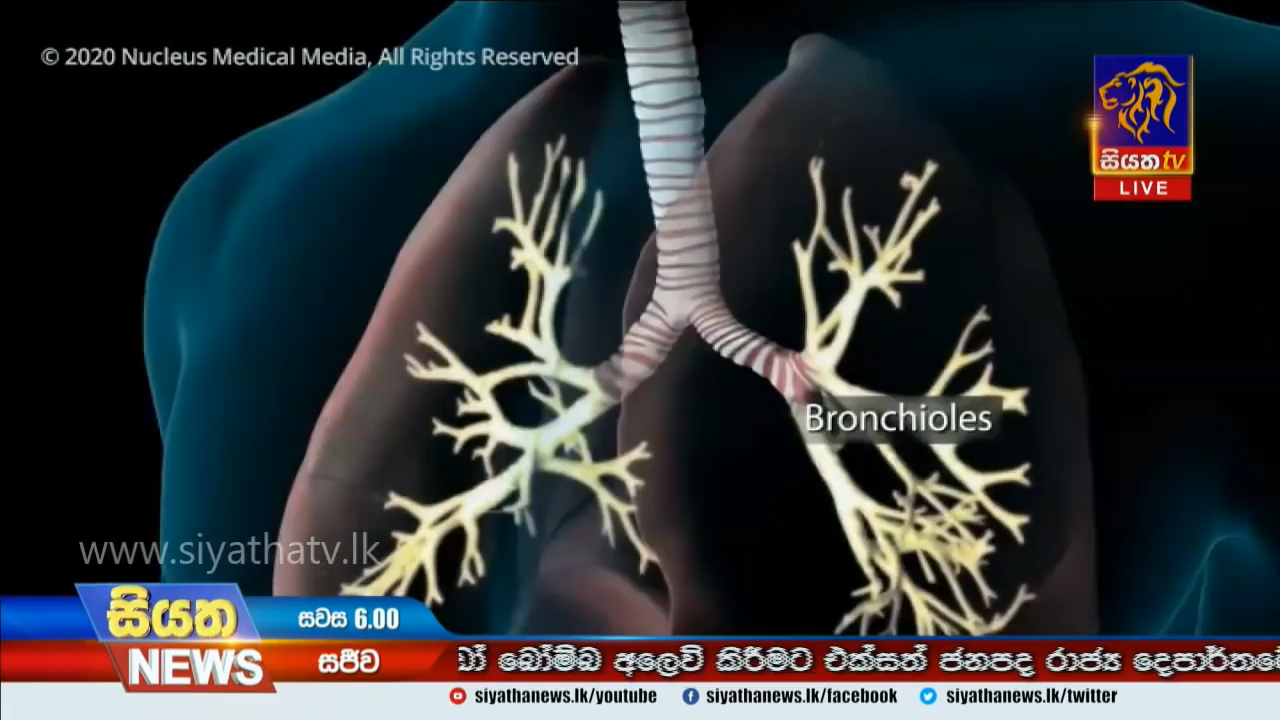 © 2020 Nucleus Medical Media, All Rights Reserved
සියත tv
LIVE
Bronchioles
www.siyathatv.lk
සියත
NEWS
සවස 6.00
සජීව
බෝම්බ අලෙවි කිරීමට එක්සත් ජනපද රාජ්‍ය
siyathanews.lk/youtube
siyathanews.lk/facebook
siyathanews.lk/twitter